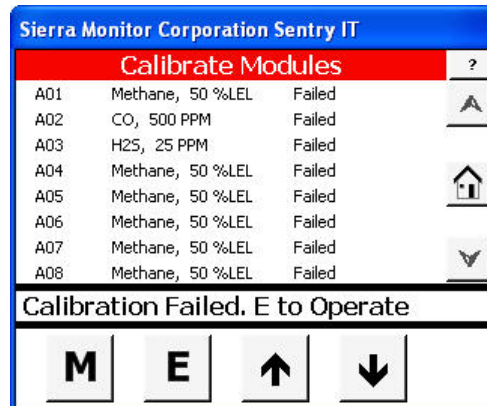 Sierra Monitor Corporation Sentry IT
Calibrate Modules
?
A01 Methane, 50 %LEL Failed
A02 CO, 500 PPM Failed
A03 H2S, 25 PPM Failed
A04 Methane, 50 %LEL Failed
A05 Methane, 50 %LEL Failed
A06 Methane, 50 %LEL Failed
A07 Methane, 50 %LEL Failed
A08 Methane, 50 %LEL Failed
Calibration Failed. E to Operate
M E